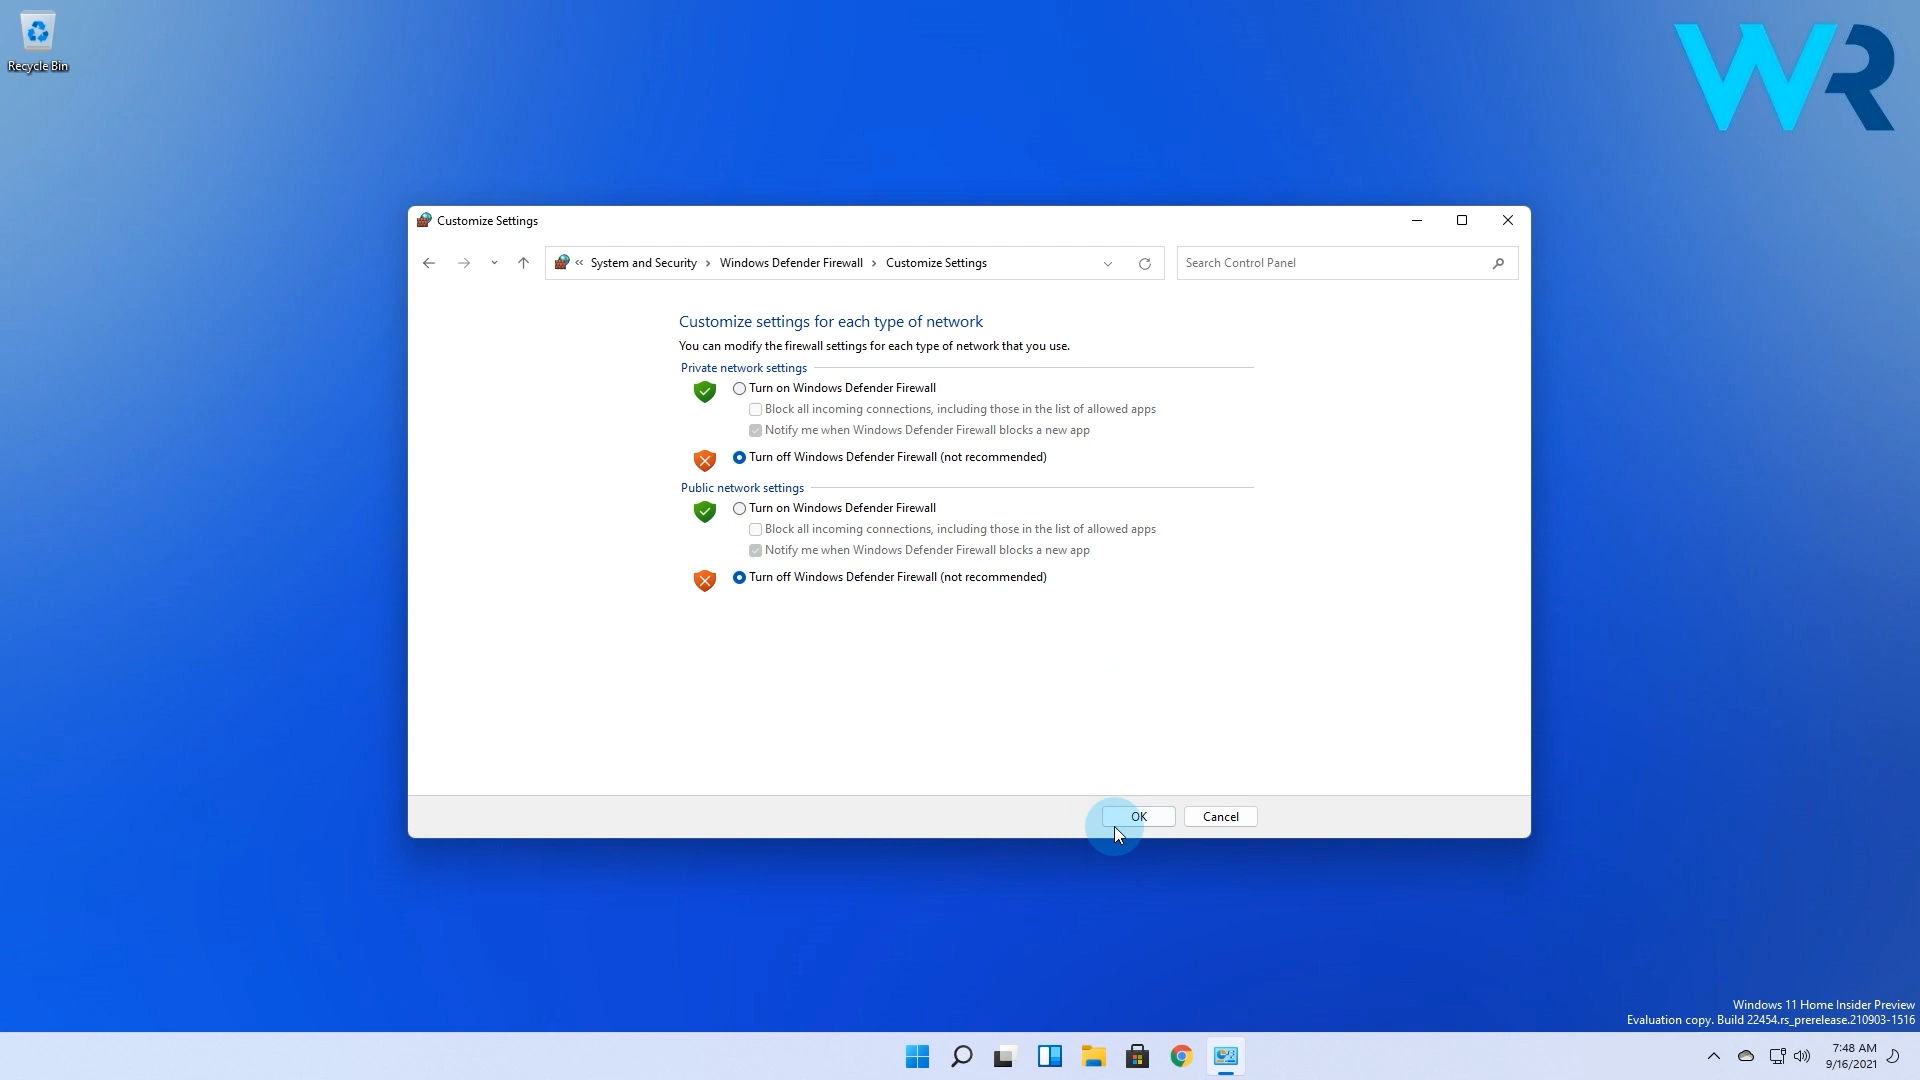 Recycle Bin
WR
Customize Settings
« System and Security › Windows Defender Firewall › Customize Settings
Search Control Panel
Customize settings for each type of network
You can modify the firewall settings for each type of network that you use.
Private network settings
Turn on Windows Defender Firewall
Block all incoming connections, including those in the list of allowed apps
Notify me when Windows Defender Firewall blocks a new app
Turn off Windows Defender Firewall (not recommended)
Public network settings
Turn on Windows Defender Firewall
Block all incoming connections, including those in the list of allowed apps
Notify me when Windows Defender Firewall blocks a new app
Turn off Windows Defender Firewall (not recommended)
OK Cancel
Windows 11 Home Insider Preview
Evaluation copy. Build 22454.rs_prerelease.210903-1516
7:48 AM
9/16/2021